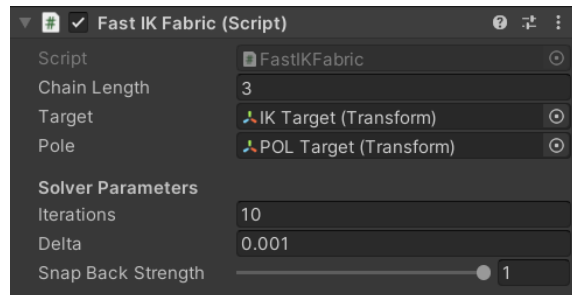 Fast IK Fabric (Script)
Script FastIKFabric
Chain Length 3
Target IK Target (Transform)
Pole POL Target (Transform)
Solver Parameters
Iterations 10
Delta 0.001
Snap Back Strength 1